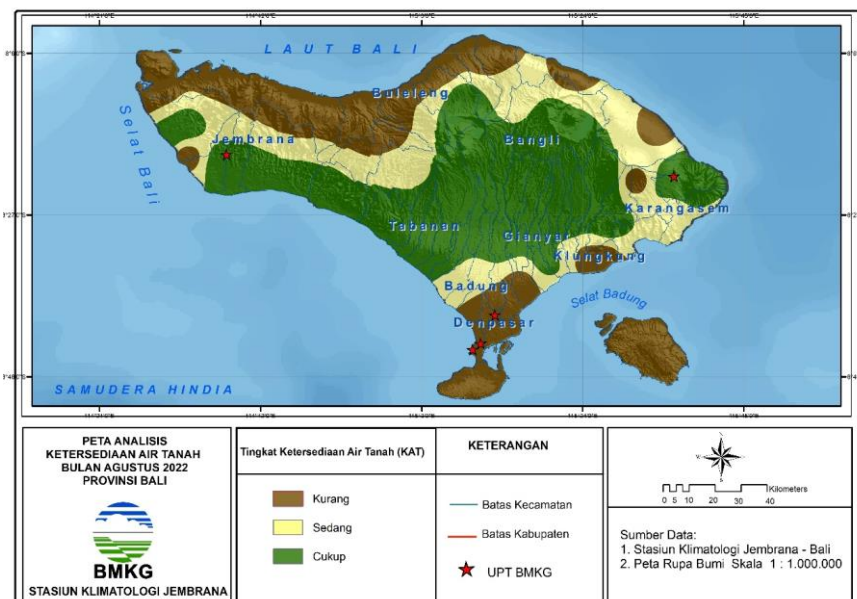 LAUT BALI
Buleleng
Selat Bali
Jembrana
Bangli
Karangasem
Tabanan
Gianyar
Klungkung
Badung
Selat Badung
Denpasar
SAMUDERA HINDIA
PETA ANALISIS
KETERSEDIAAN AIR TANAH
BULAN AGUSTUS 2022
PROVINSI BALI
BMKG
STASIUN KLIMATOLOGI JEMBRANA
Tingkat Ketersediaan Air Tanah (KAT)
Kurang
Sedang
Cukup
KETERANGAN
Batas Kecamatan
Batas Kabupaten
UPT BMKG
Kilometers
0 5 10 20 30 40
Sumber Data:
1. Stasiun Klimatologi Jembrana - Bali
2. Peta Rupa Bumi Skala 1 : 1.000.000